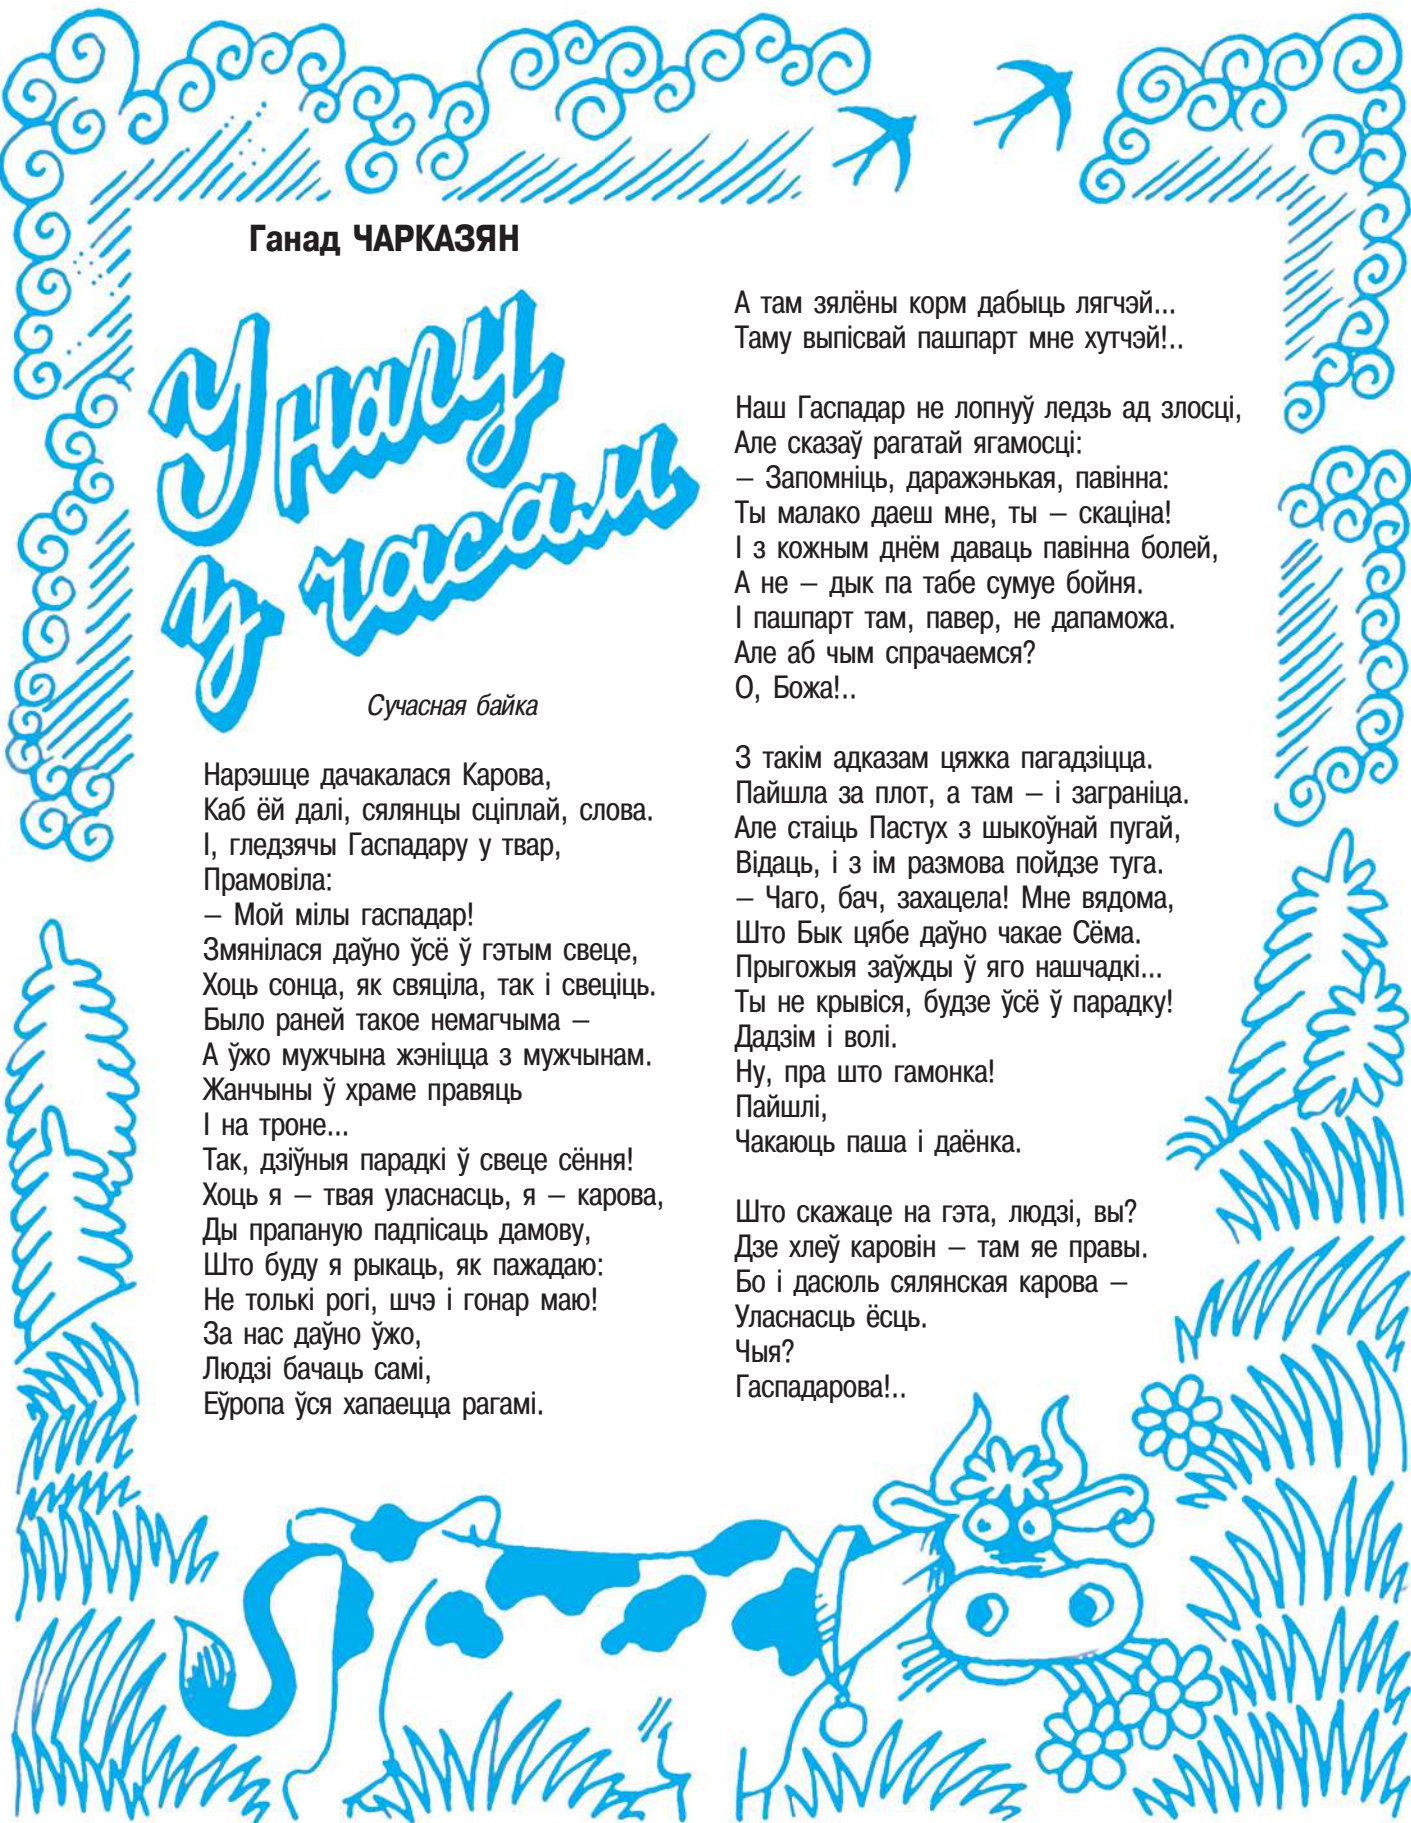 Ганад ЧАРКАЗЯН
У нагу
з часам
Сучасная байка
Нарэшце дачакалася Карова,
Каб ёй далі, сялянцы сціплай, слова.
І, гледзячы Гаспадару у твар,
Прамовіла:
– Мой мілы гаспадар!
Змянілася даўно ўсё ў гэтым свеце,
Хоць сонца, як свяціла, так і свеціць.
Было раней такое немагчыма –
А ўжо мужчына жэніцца з мужчынам.
Жанчыны ў храме правяць
І на троне...
Так, дзіўныя парадкі ў свеце сёння!
Хоць я – твая уласнасць, я – карова,
Ды прапаную падпісаць дамову,
Што буду я рыкаць, як пажадаю:
Не толькі рогі, шчэ і гонар маю!
За нас даўно ўжо,
Людзі бачаць самі,
Еўропа ўся хапаецца рагамі.
А там зялёны корм дабыць лягчэй...
Таму выпісвай пашпарт мне хутчэй!..
Наш Гаспадар не лопнуў ледзь ад злосці,
Але сказаў рагатай ягамосці:
– Запомніць, даражэнькая, павінна:
Ты малако даеш мне, ты – скаціна!
І з кожным днём даваць павінна болей,
А не – дык па табе сумуе бойня.
І пашпарт там, павер, не дапаможа.
Але аб чым спрачаемся?
О, Божа!..
З такім адказам цяжка пагадзіцца.
Пайшла за плот, а там – і заграніца.
Але стаіць Пастух з шыкоўнай пугай,
Відаць, і з ім размова пойдзе туга.
– Чаго, бач, захацела! Мне вядома,
Што Бык цябе даўно чакае Сёма.
Прыгожыя заўжды ў яго нашчадкі...
Ты не крывіся, будзе ўсё ў парадку!
Дадзім і волі.
Ну, пра што гамонка!
Пайшлі,
Чакаюць паша і даёнка.
Што скажаце на гэта, людзі, вы?
Дзе хлеў каровін – там яе правы.
Бо і дасюль сялянская карова –
Уласнасць ёсць.
Чыя?
Гаспадарова!..